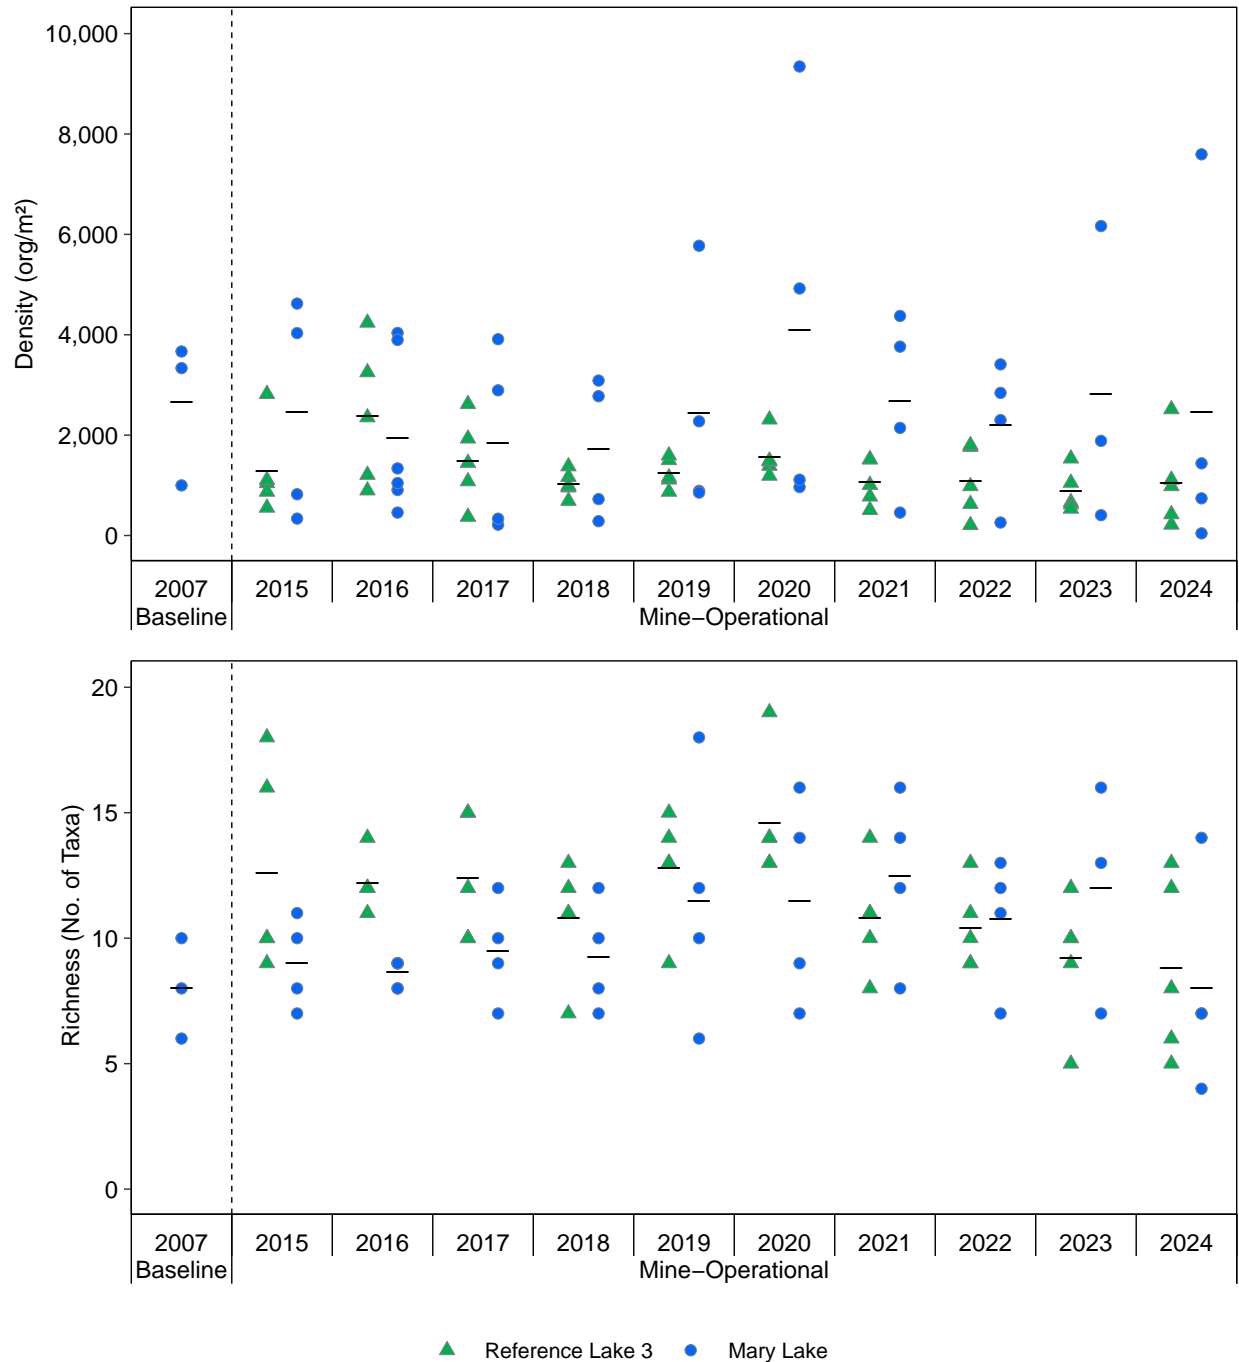 Density (org/m²)
10,000
8,000
6,000
4,000
2,000
0
2007 2015 2016 2017 2018 2019 2020 2021 2022 2023 2024
Baseline Mine−Operational
Richness (No. of Taxa)
20
15
10
5
0
2007 2015 2016 2017 2018 2019 2020 2021 2022 2023 2024
Baseline Mine−Operational
Reference Lake 3 Mary Lake